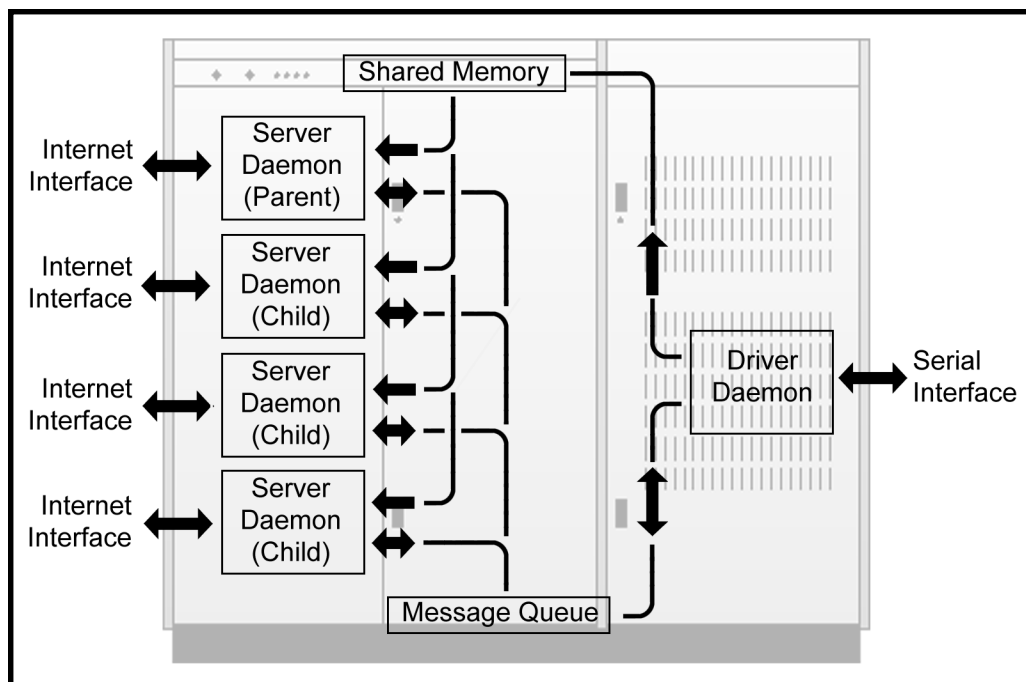 Shared Memory
Internet
Interface
Server
Daemon
(Parent)
Internet
Interface
Server
Daemon
(Child)
Internet
Interface
Server
Daemon
(Child)
Internet
Interface
Server
Daemon
(Child)
Driver
Daemon
Serial
Interface
Message Queue